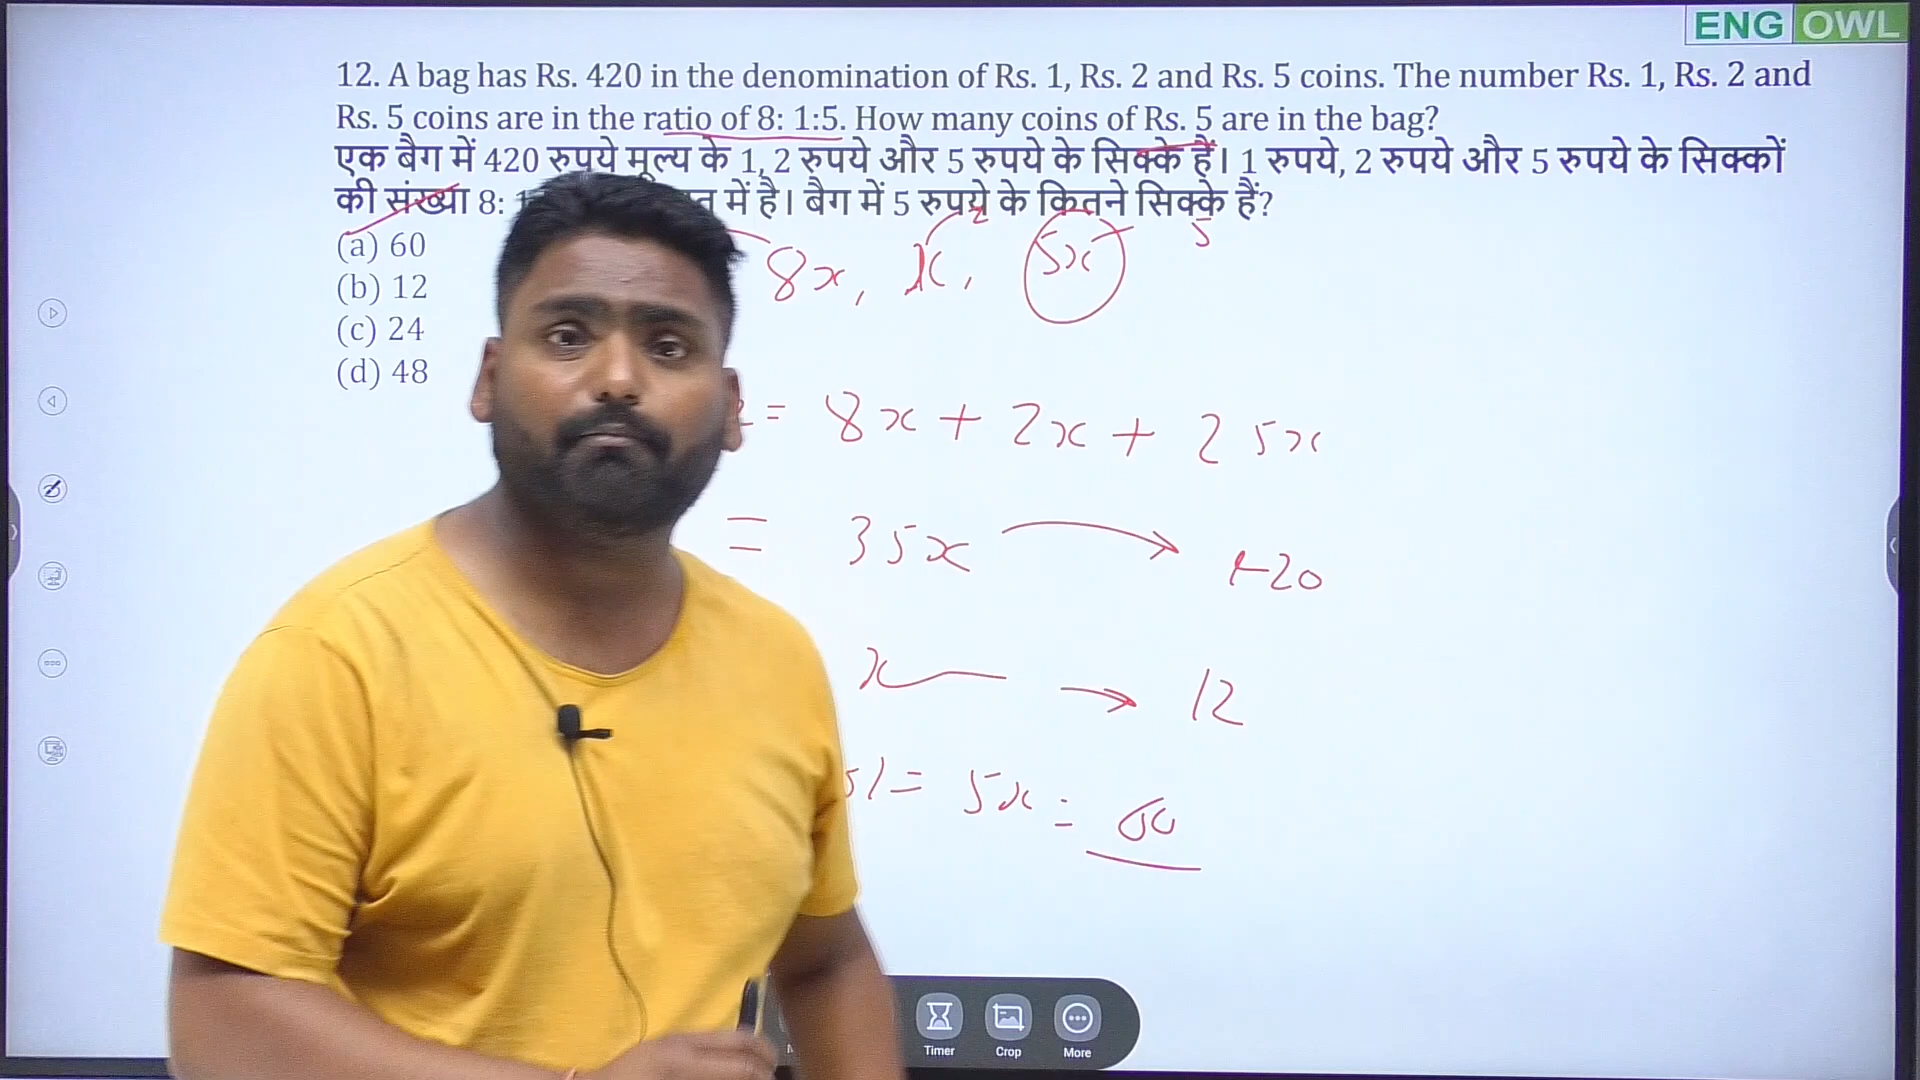 ENG OWL
12. A bag has Rs. 420 in the denomination of Rs. 1, Rs. 2 and Rs. 5 coins. The number Rs. 1, Rs. 2 and
Rs. 5 coins are in the ratio of 8: 1:5. How many coins of Rs. 5 are in the bag?
एक बैग में 420 रुपये मूल्य के 1, 2 रुपये और 5 रुपये के सिक्के हैं। 1 रुपये, 2 रुपये और 5 रुपये के सिक्कों
की संख्या 8: में है। बैग में 5 रुपये के कितने सिक्के हैं?
(a) 60
(b) 12
(c) 24
(d) 48
2 5
8x, x, 5x
= 8x + 2x + 25x
= 35x → 420
x → 12
5/= 5x = 60
Timer Crop More